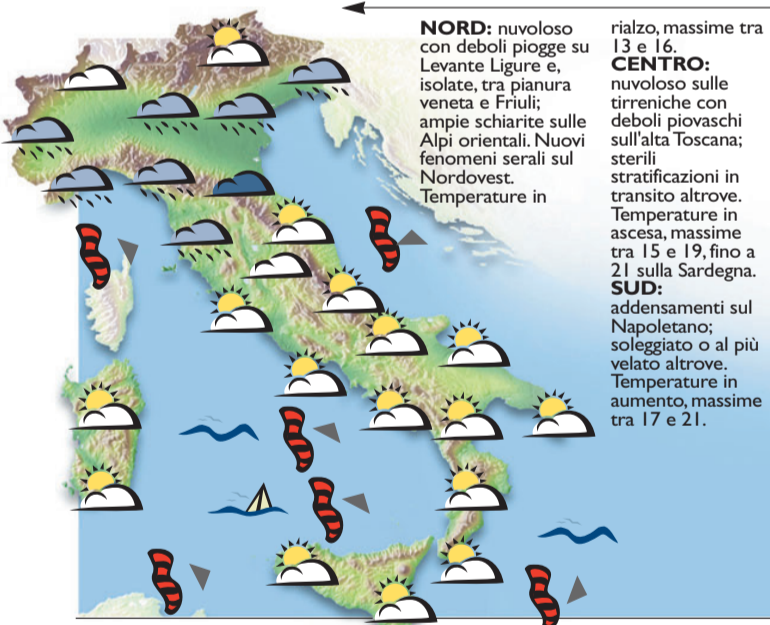 NORD: nuvoloso
con deboli piogge su
Levante Ligure e,
isolate, tra pianura
veneta e Friuli;
ampie schiarite sulle
Alpi orientali. Nuovi
fenomeni serali sul
Nordovest.
Temperature in
rialzo, massime tra
13 e 16.
CENTRO:
nuvoloso sulle
tirreniche con
deboli piovaschi
sull'alta Toscana;
sterili
stratificazioni in
transito altrove.
Temperature in
ascesa, massime
tra 15 e 19, fino a
21 sulla Sardegna.
SUD:
addensamenti sul
Napoletano;
soleggiato o al più
velato altrove.
Temperature in
aumento, massime
tra 17 e 21.